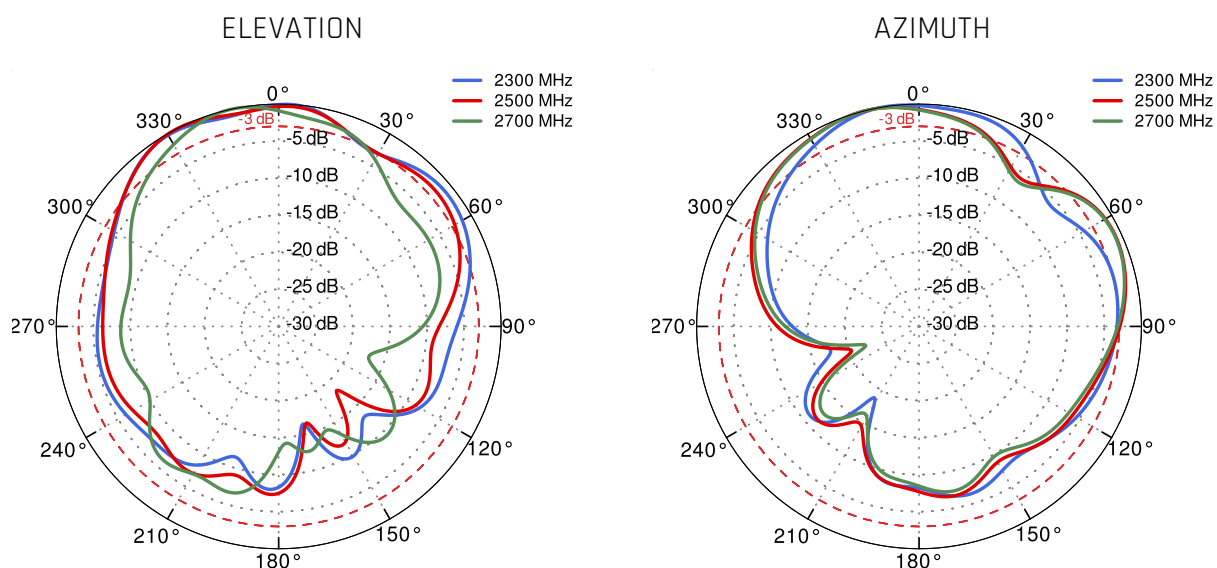 ELEVATION
2300 MHz
2500 MHz
2700 MHz
0°
30°
60°
90°
120°
150°
180°
210°
240°
270°
300°
330°
-3 dB
-5 dB
-10 dB
-15 dB
-20 dB
-25 dB
-30 dB
AZIMUTH
2300 MHz
2500 MHz
2700 MHz
0°
30°
60°
90°
120°
150°
180°
210°
240°
270°
300°
330°
-3 dB
-5 dB
-10 dB
-15 dB
-20 dB
-25 dB
-30 dB